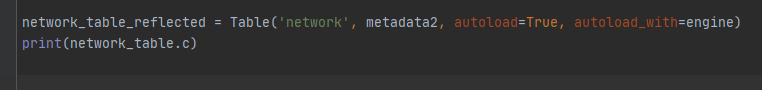 network_table_reflected = Table('network', metadata2, autoload=True, autoload_with=engine)
print(network_table.c)